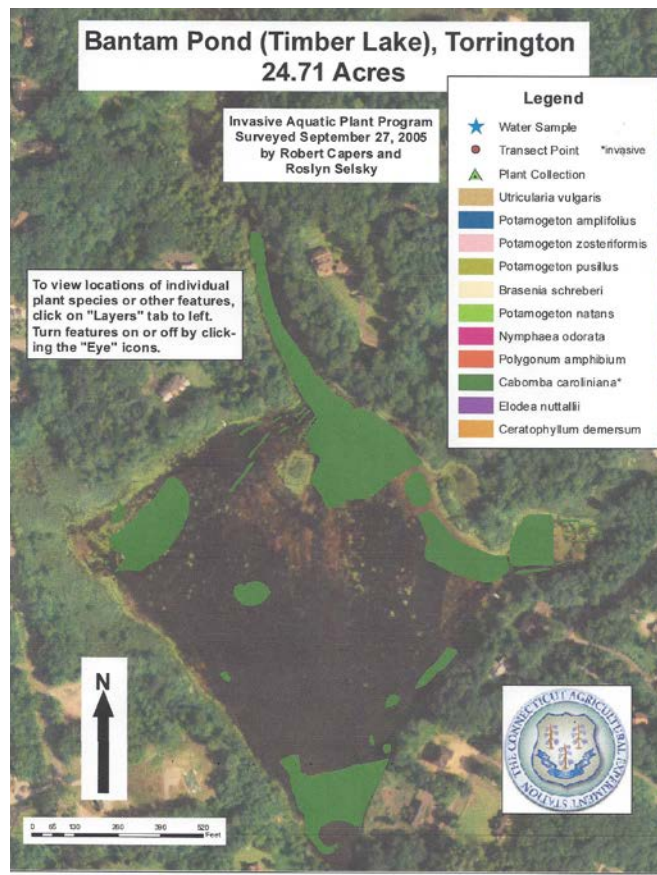 Bantam Pond (Timber Lake), Torrington
24.71 Acres
Invasive Aquatic Plant Program
Surveyed September 27, 2005
by Robert Capers and
Roslyn Selsky
Legend
Water Sample
Transect Point *invasive
Plant Collection
Utricularia vulgaris
Potamogeton amplifolius
Potamogeton zosteriformis
Potamogeton pusillus
Brasenia schreberi
Potamogeton natans
Nymphaea odorata
Polygonum amphibium
Cabomba caroliniana*
Elodea nuttallii
Ceratophyllum demersum
To view locations of individual
plant species or other features,
click on "Layers" tab to left.
Turn features on or off by click-
ing the "Eye" icons.
N
0 65 130 260 390 520
Feet
THE CONNECTICUT AGRICULTURAL EXPERIMENT STATION